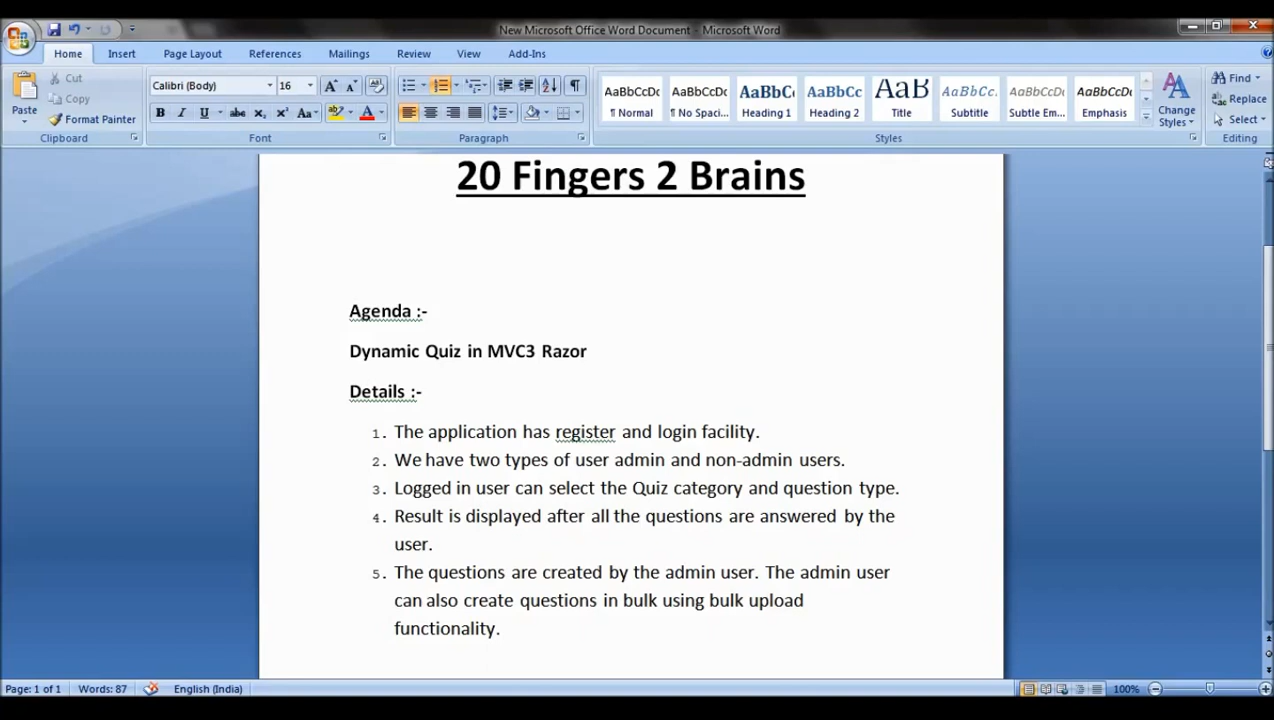 New Microsoft Office Word Document - Microsoft Word
Home Insert Page Layout References Mailings Review View Add-Ins
Paste
Cut
Copy
Format Painter
Clipboard
Calibri (Body) 16
Font
Paragraph
AaBbCcDc AaBbCcDc AaBbCc AaBbCc AaB AaBbCc. AaBbCcDc AaBbCcDc
¶ Normal ¶ No Spaci... Heading 1 Heading 2 Title Subtitle Subtle Em... Emphasis
Change Styles
Styles
Find
Replace
Select
Editing
20 Fingers 2 Brains
Agenda :-
Dynamic Quiz in MVC3 Razor
Details :-
1. The application has register and login facility.
2. We have two types of user admin and non-admin users.
3. Logged in user can select the Quiz category and question type.
4. Result is displayed after all the questions are answered by the
user.
5. The questions are created by the admin user. The admin user
can also create questions in bulk using bulk upload
functionality.
Page: 1 of 1 Words: 87 English (India) 100%